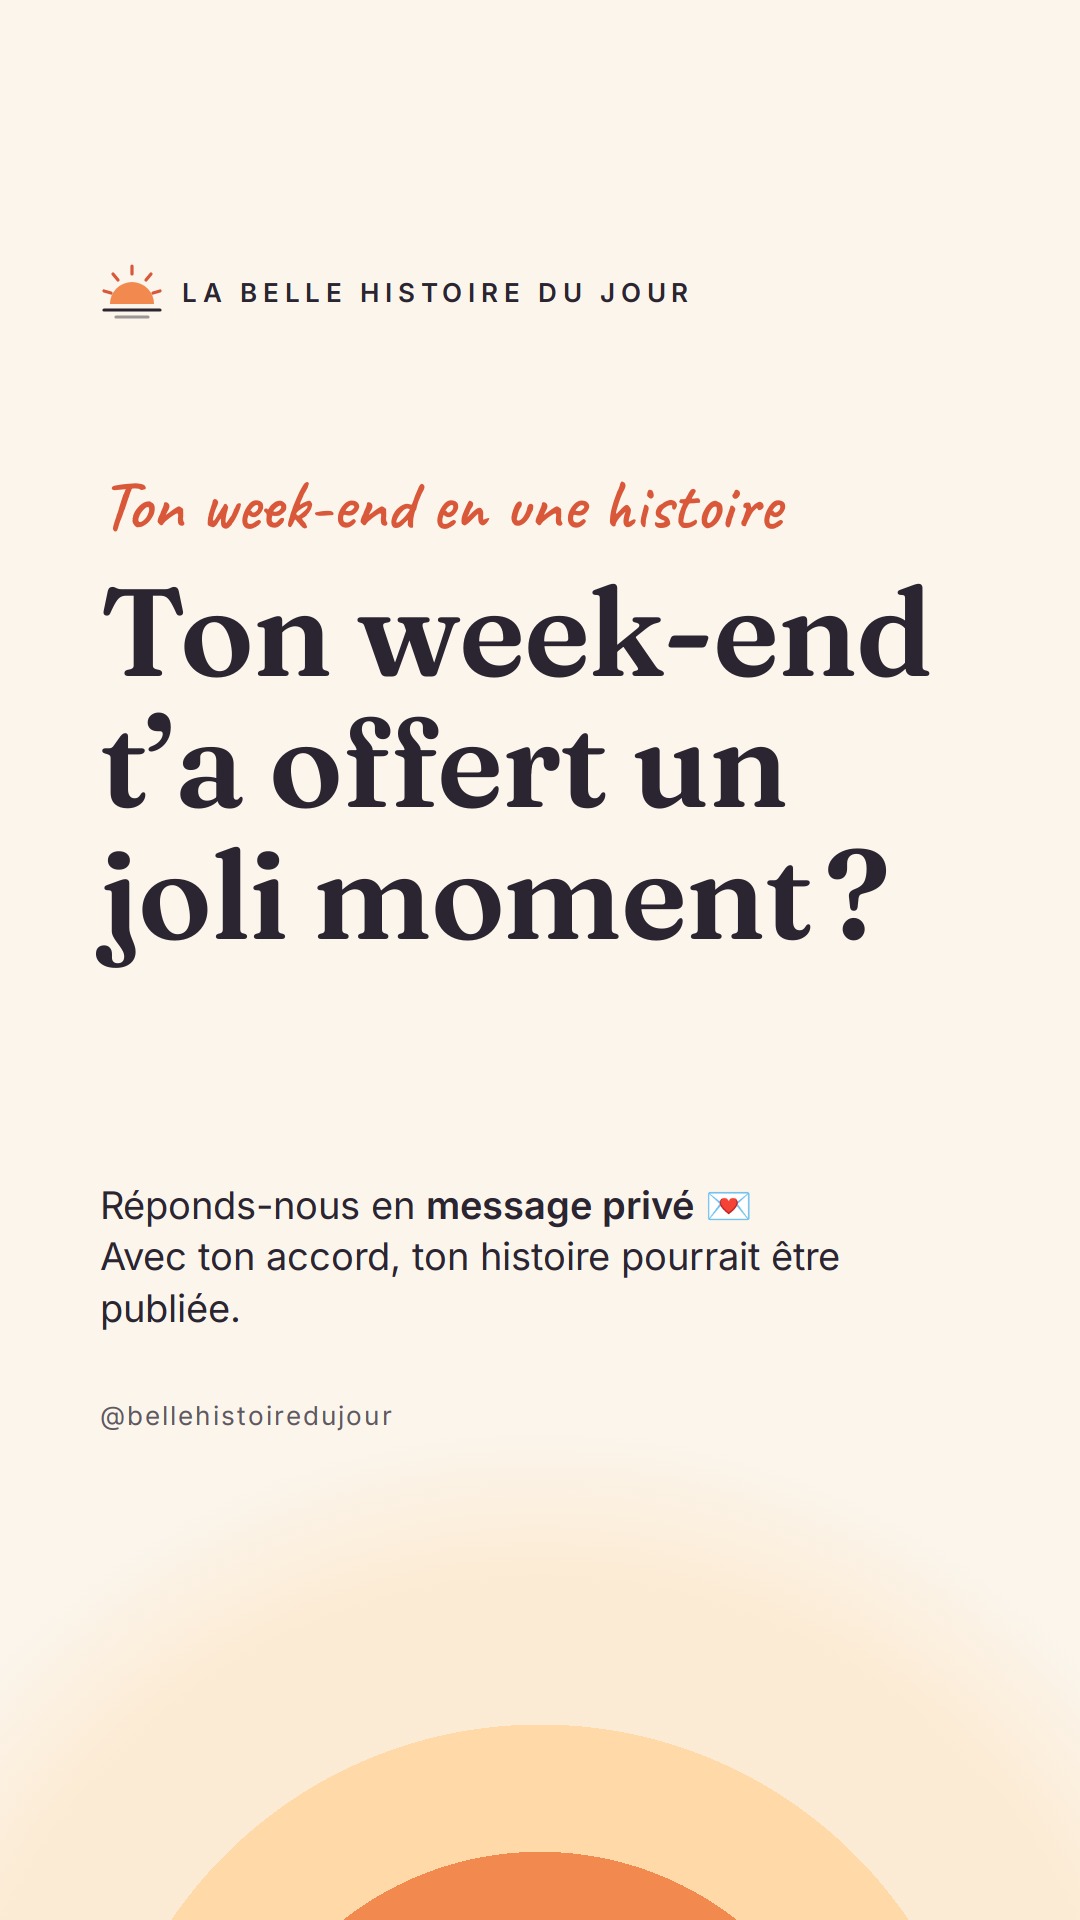 LA BELLE HISTOIRE DU JOUR
Ton week-end en une histoire
Ton week-end
t’a offert un
joli moment ?
Réponds-nous en message privé 💌
Avec ton accord, ton histoire pourrait être
publiée.
@bellehistoiredujour